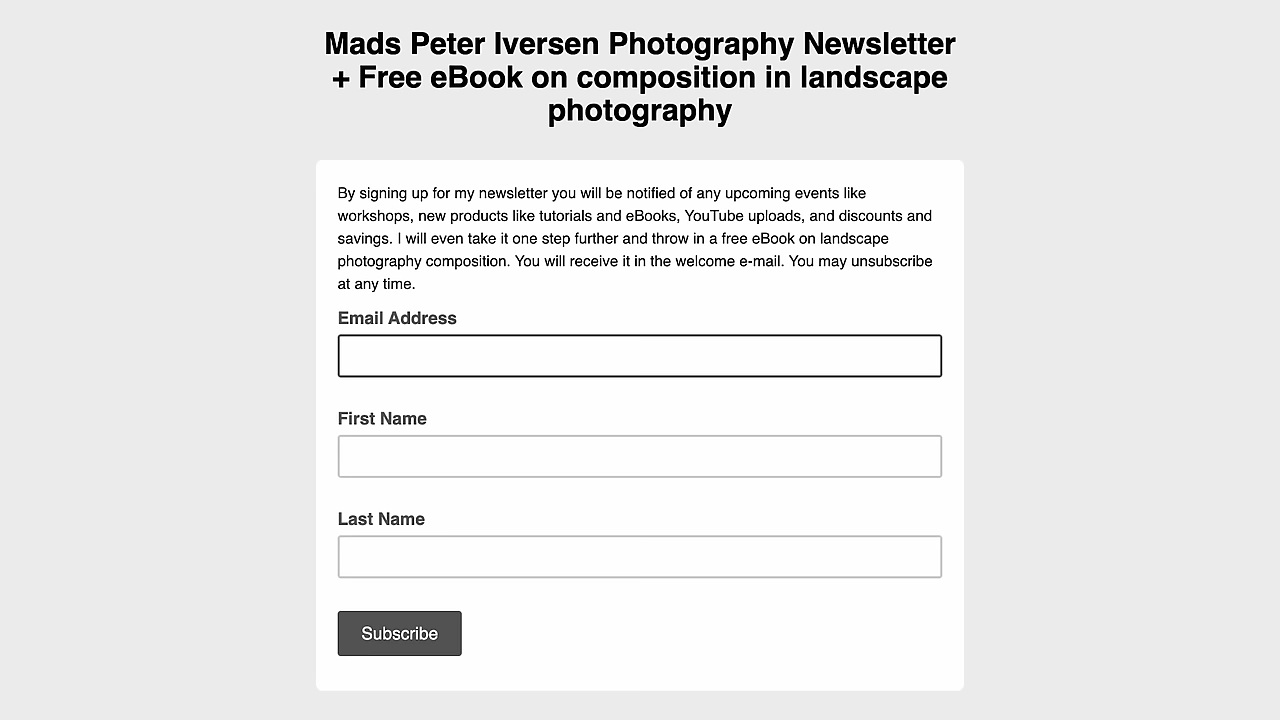 Mads Peter Iversen Photography Newsletter
+ Free eBook on composition in landscape
photography
By signing up for my newsletter you will be notified of any upcoming events like
workshops, new products like tutorials and eBooks, YouTube uploads, and discounts and
savings. I will even take it one step further and throw in a free eBook on landscape
photography composition. You will receive it in the welcome e-mail. You may unsubscribe
at any time.
Email Address
First Name
Last Name
Subscribe